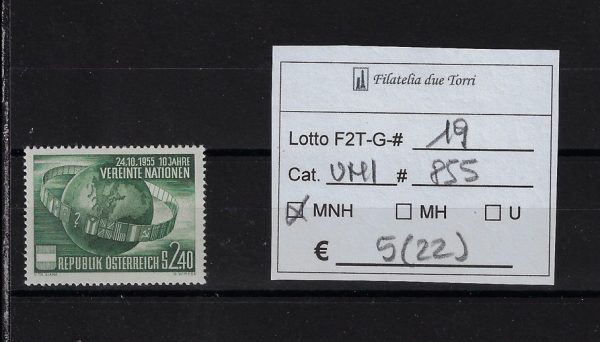 24.10.1955 10 JAHRE
VEREINTE NATIONEN
REPUBLIK ÖSTERREICH S2.40
Filatelia due Torri
Lotto F2T-G-# 19
Cat. UNI # 855
MNH MH U
€ 5(22)